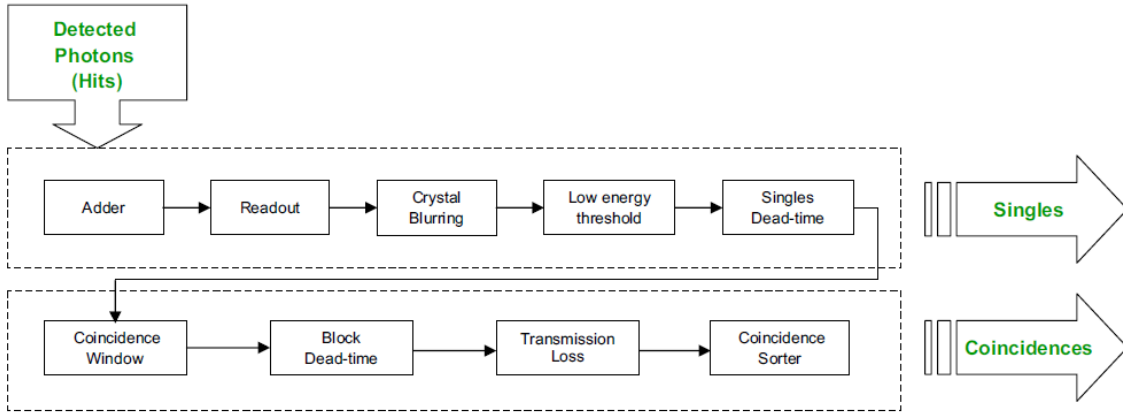 Detected
Photons
(Hits)
Adder
Readout
Crystal
Blurring
Low energy
threshold
Singles
Dead-time
Singles
Coincidence
Window
Block
Dead-time
Transmission
Loss
Coincidence
Sorter
Coincidences